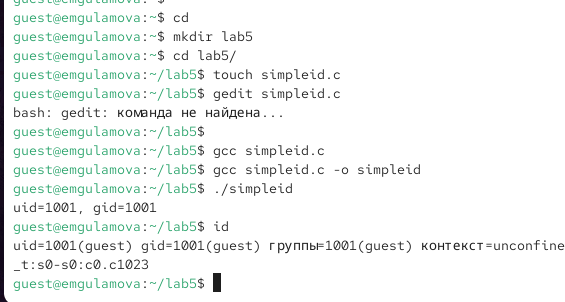 guest@emgulamova:~$
guest@emgulamova:~$ cd
guest@emgulamova:~$ mkdir lab5
guest@emgulamova:~$ cd lab5/
guest@emgulamova:~/lab5$ touch simpleid.c
guest@emgulamova:~/lab5$ gedit simpleid.c
bash: gedit: команда не найдена...
guest@emgulamova:~/lab5$
guest@emgulamova:~/lab5$ gcc simpleid.c
guest@emgulamova:~/lab5$ gcc simpleid.c -o simpleid
guest@emgulamova:~/lab5$ ./simpleid
uid=1001, gid=1001
guest@emgulamova:~/lab5$ id
uid=1001(guest) gid=1001(guest) группы=1001(guest) контекст=unconfine
_t:s0-s0:c0.c1023
guest@emgulamova:~/lab5$